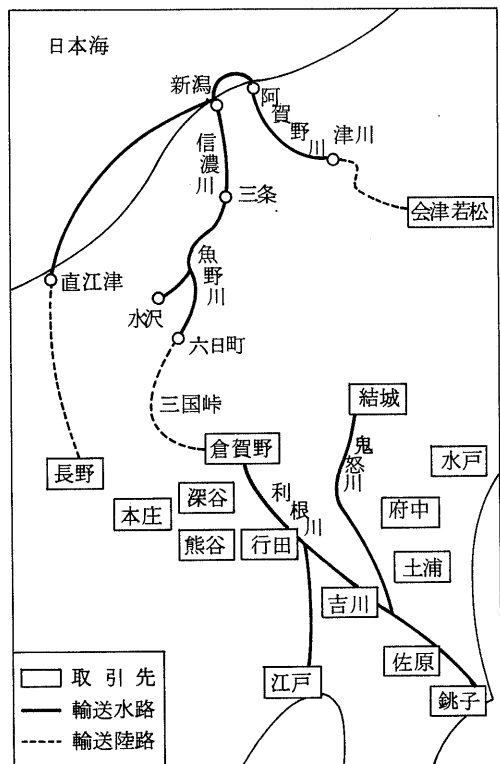 日本海
新潟
阿賀野川
津川
信濃川
三条
会津若松
魚野川
直江津
水沢
六日町
三国峠
結城
倉賀野
鬼怒川
水戸
長野
深谷
利根川
本庄
府中
熊谷
行田
土浦
吉川
佐原
江戸
銚子
取引先
輸送水路
輸送陸路